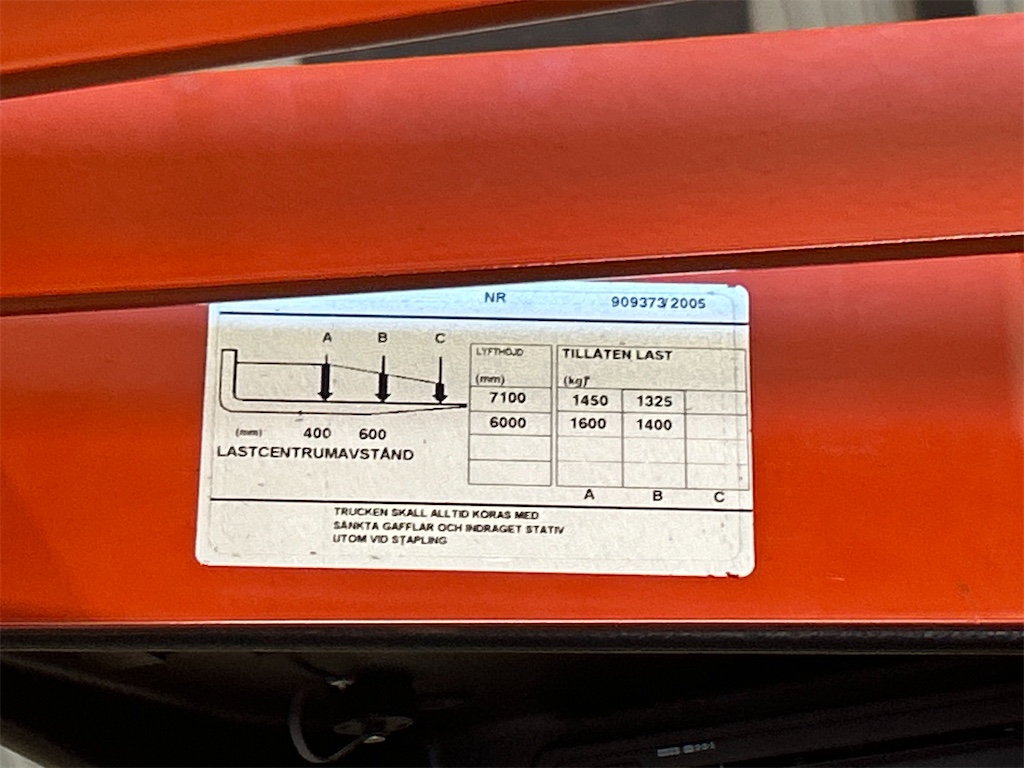 NR 909373/2005
A B C
LYFTHÖJD TILLÅTEN LAST
(mm) (kg)*
7100 1450 1325
6000 1600 1400
(mm) 400 600
LASTCENTRUMAVSTÅND
A B C
TRUCKEN SKALL ALLTID KÖRAS MED
SÄNKTA GAFFLAR OCH INDRAGET STATIV
UTOM VID STAPLING